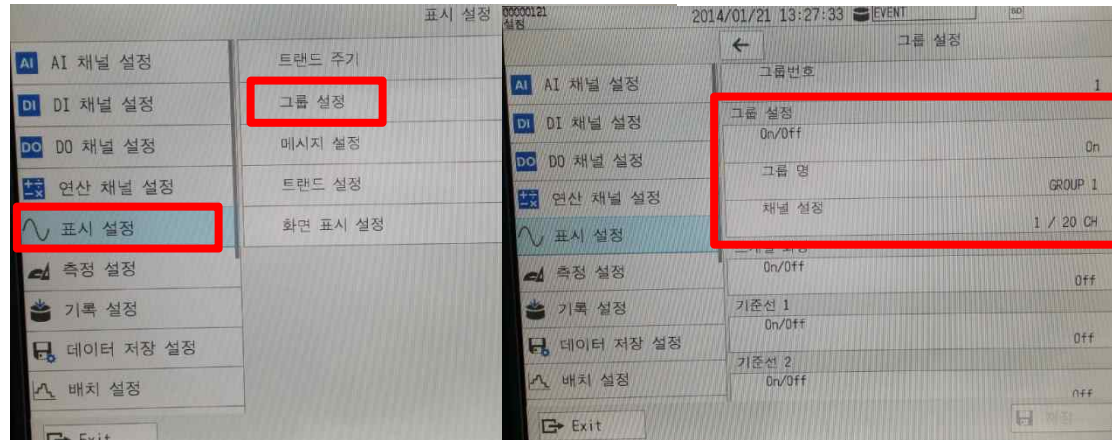 표시 설정
AI AI 채널 설정
DI DI 채널 설정
DO DO 채널 설정
연산 채널 설정
표시 설정
측정 설정
기록 설정
데이터 저장 설정
배치 설정
Exit
트랜드 주기
그룹 설정
메시지 설정
트랜드 설정
화면 표시 설정
00000121
설정
2014/01/21 13:27:33 EVENT
그룹 설정
AI AI 채널 설정
DI DI 채널 설정
DO DO 채널 설정
연산 채널 설정
표시 설정
측정 설정
기록 설정
데이터 저장 설정
배치 설정
Exit
그룹번호
1
그룹 설정
On/Off
On
그룹 명
GROUP 1
채널 설정
1 / 20 CH
On/Off
Off
기준선 1
On/Off
Off
기준선 2
On/Off
Off
저장